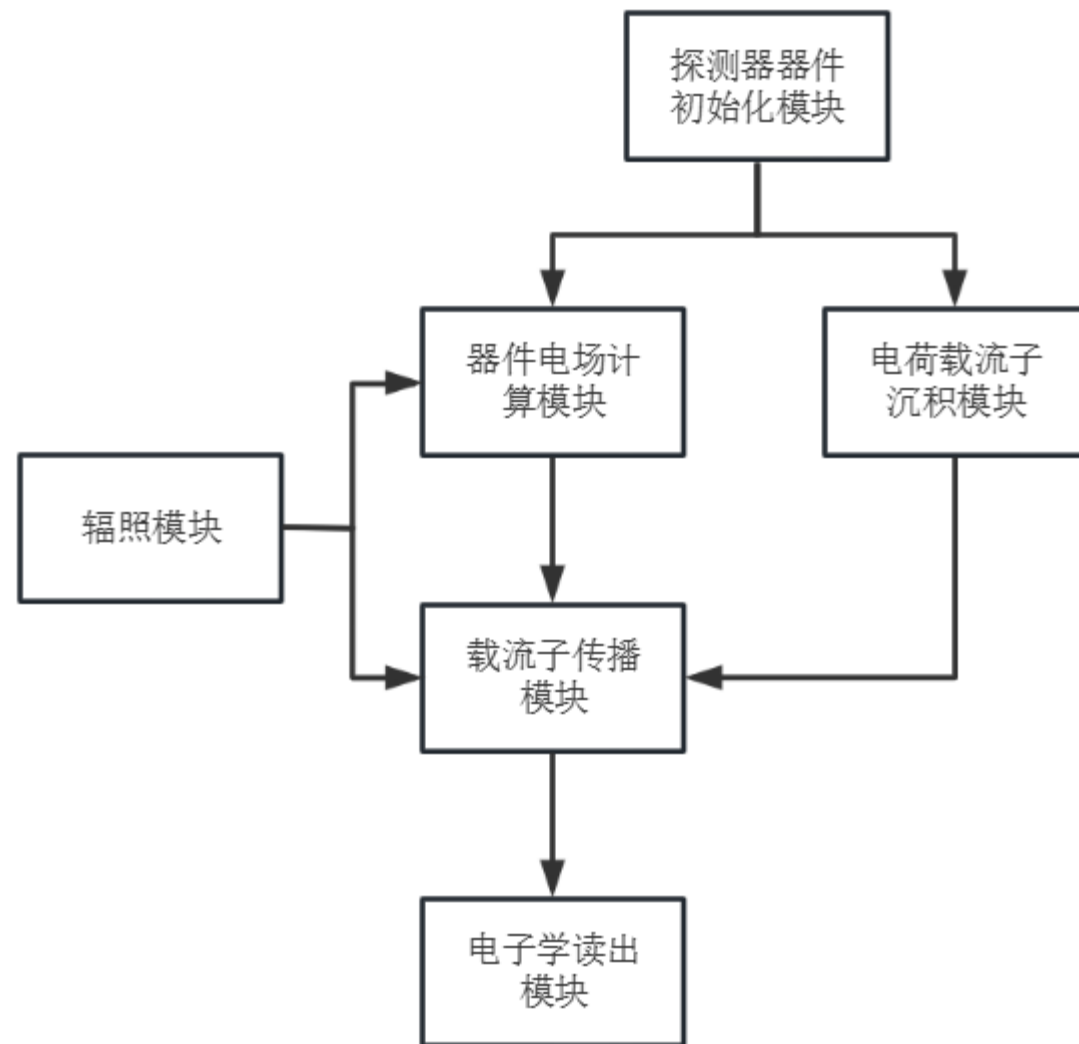 探测器器件
初始化模块
器件电场计
算模块
电荷载流子
沉积模块
辐照模块
载流子传播
模块
电子学读出
模块